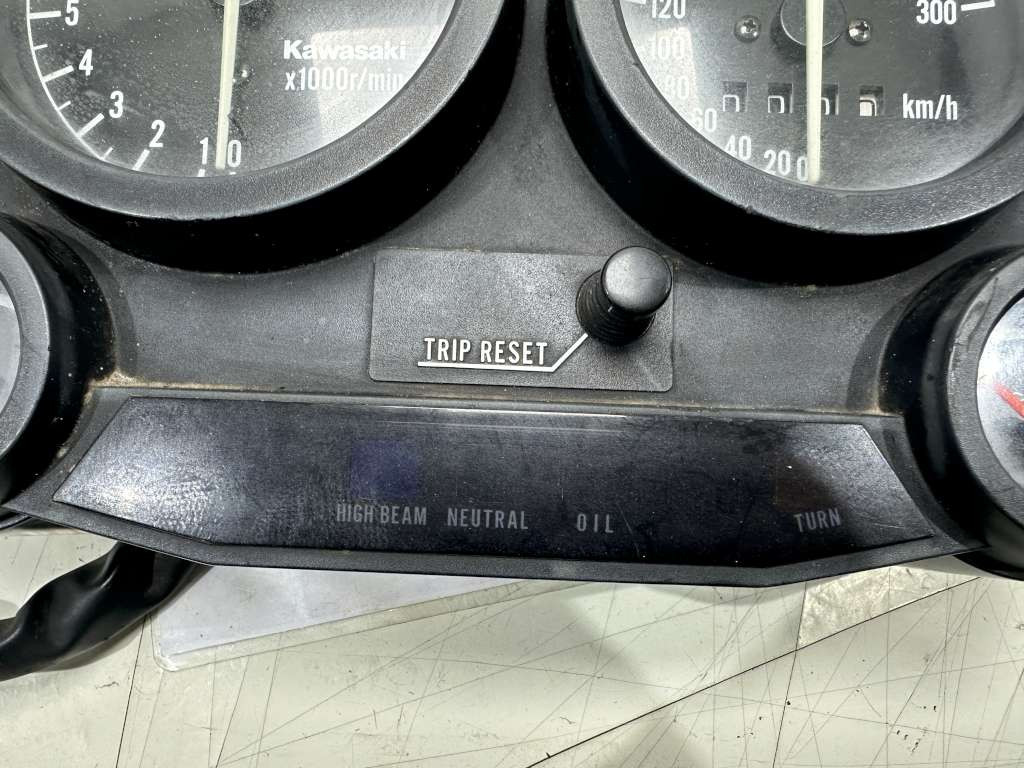 5
4
3
2
1 0
Kawasaki
x1000r/min
120
100
80
60
40
20
0
300
km/h
TRIP RESET
HIGH BEAM NEUTRAL OIL TURN